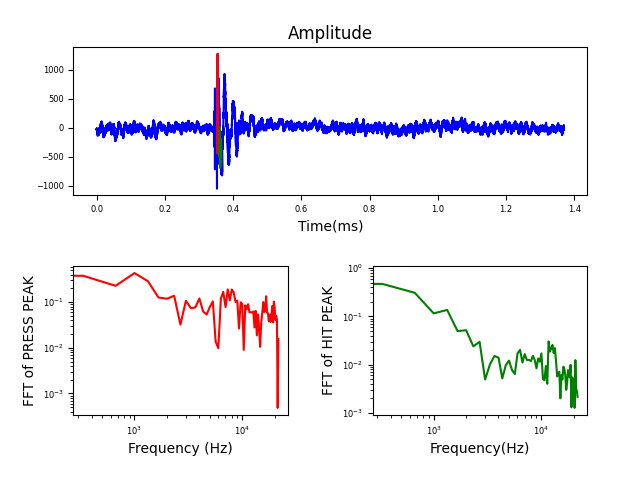 Amplitude
1000
500
0
−500
−1000
0.0 0.2 0.4 0.6 0.8 1.0 1.2 1.4
Time(ms)
FFT of PRESS PEAK
10⁻¹
10⁻²
10⁻³
10³ 10⁴
Frequency (Hz)
FFT of HIT PEAK
10⁰
10⁻¹
10⁻²
10⁻³
10³ 10⁴
Frequency(Hz)